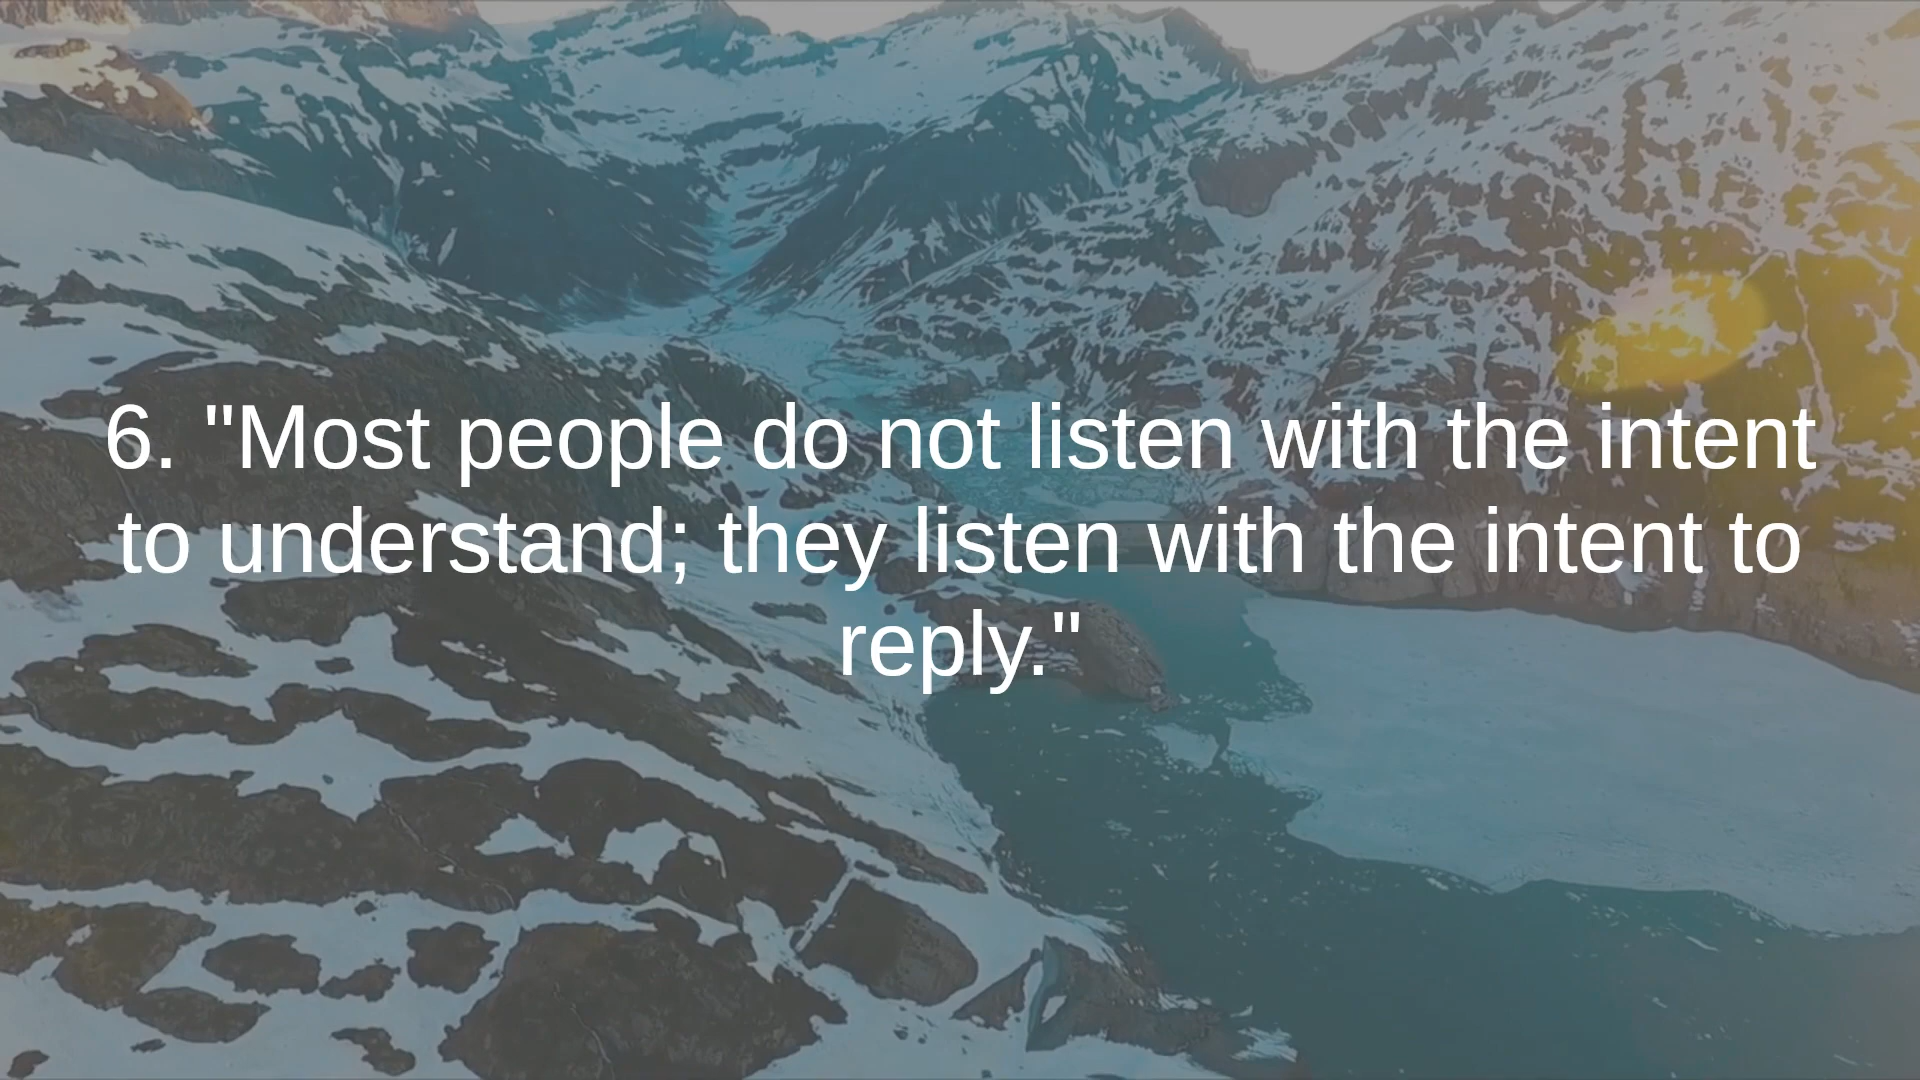 6. "Most people do not listen with the intent
to understand; they listen with the intent to
reply."